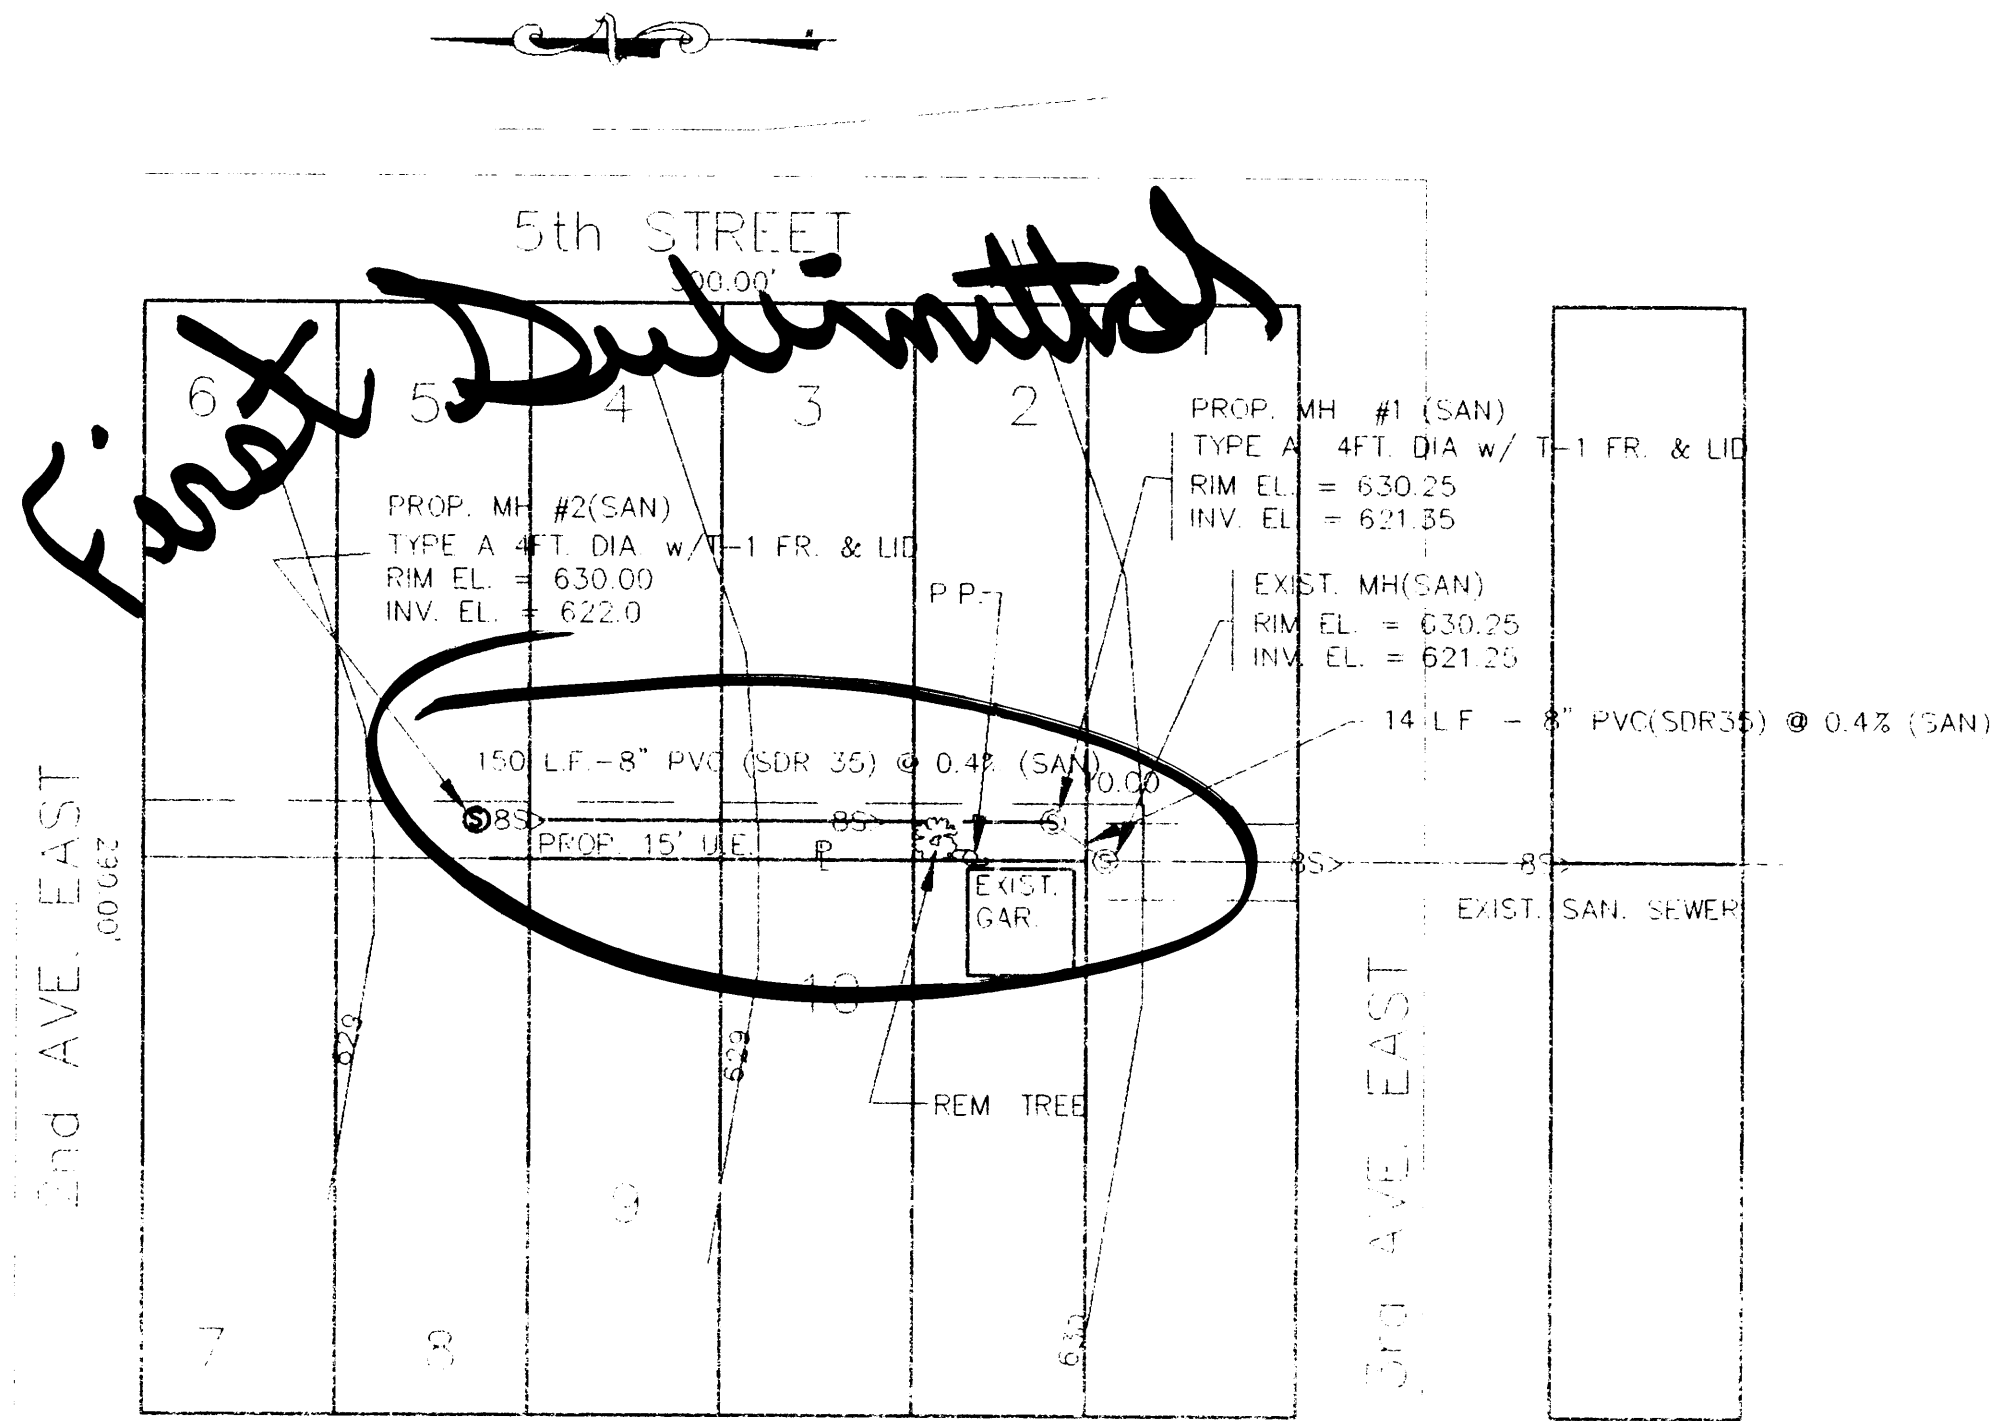 N
5th STREET
300.00'
First Submittal
6
5
4
3
2
PROP. MH #1 (SAN)
TYPE A 4FT. DIA w/ T-1 FR. & LID
RIM EL. = 630.25
INV. EL. = 621.35
PROP. MH #2(SAN)
TYPE A 4FT. DIA. w/T-1 FR. & LID
RIM EL. = 630.00
INV. EL. = 622.0
P.P.
EXIST. MH(SAN)
RIM EL. = 630.25
INV. EL. = 621.25
14 L.F. - 8" PVC(SDR35) @ 0.4% (SAN)
150 L.F.-8" PVC (SDR 35) @ 0.4% (SAN)
S
8S
8S
S
PROP. 15' U.E.
PL
S
8S
8S
EXIST.
GAR.
EXIST. SAN. SEWER
2nd AVE. EAST
290.00'
10
628
629
REM TREE
3rd AVE. EAST
9
630
7
8